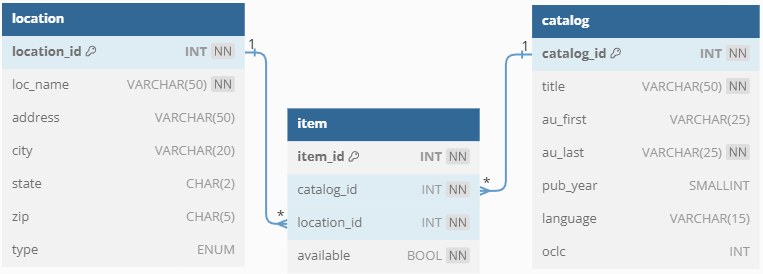 location
location_id INT NN
loc_name VARCHAR(50) NN
address VARCHAR(50)
city VARCHAR(20)
state CHAR(2)
zip CHAR(5)
type ENUM
1
*
item
item_id INT NN
catalog_id INT NN
location_id INT NN
available BOOL NN
*
1
catalog
catalog_id INT NN
title VARCHAR(50) NN
au_first VARCHAR(25)
au_last VARCHAR(25) NN
pub_year SMALLINT
language VARCHAR(15)
oclc INT